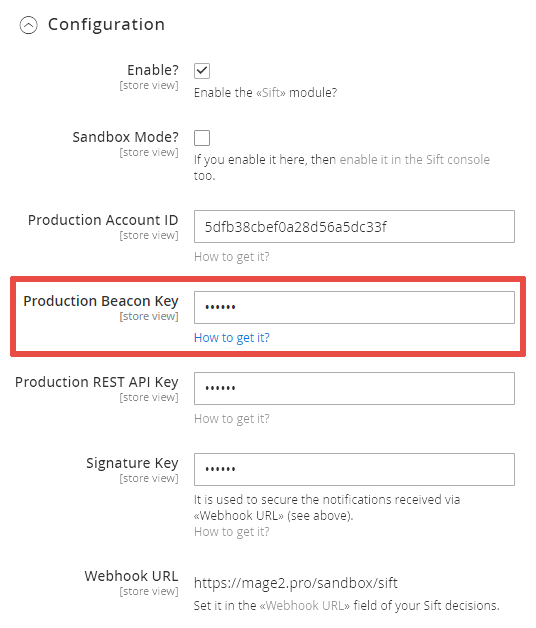 Configuration
Enable?
[store view]
Enable the «Sift» module?
Sandbox Mode?
[store view]
If you enable it here, then enable it in the Sift console
too.
Production Account ID
[store view]
5dfb38cbef0a28d56a5dc33f
How to get it?
Production Beacon Key
[store view]
••••••
How to get it?
Production REST API Key
[store view]
••••••
How to get it?
Signature Key
[store view]
••••••
It is used to secure the notifications received via
«Webhook URL» (see above).
How to get it?
Webhook URL
[store view]
https://mage2.pro/sandbox/sift
Set it in the «Webhook URL» field of your Sift decisions.